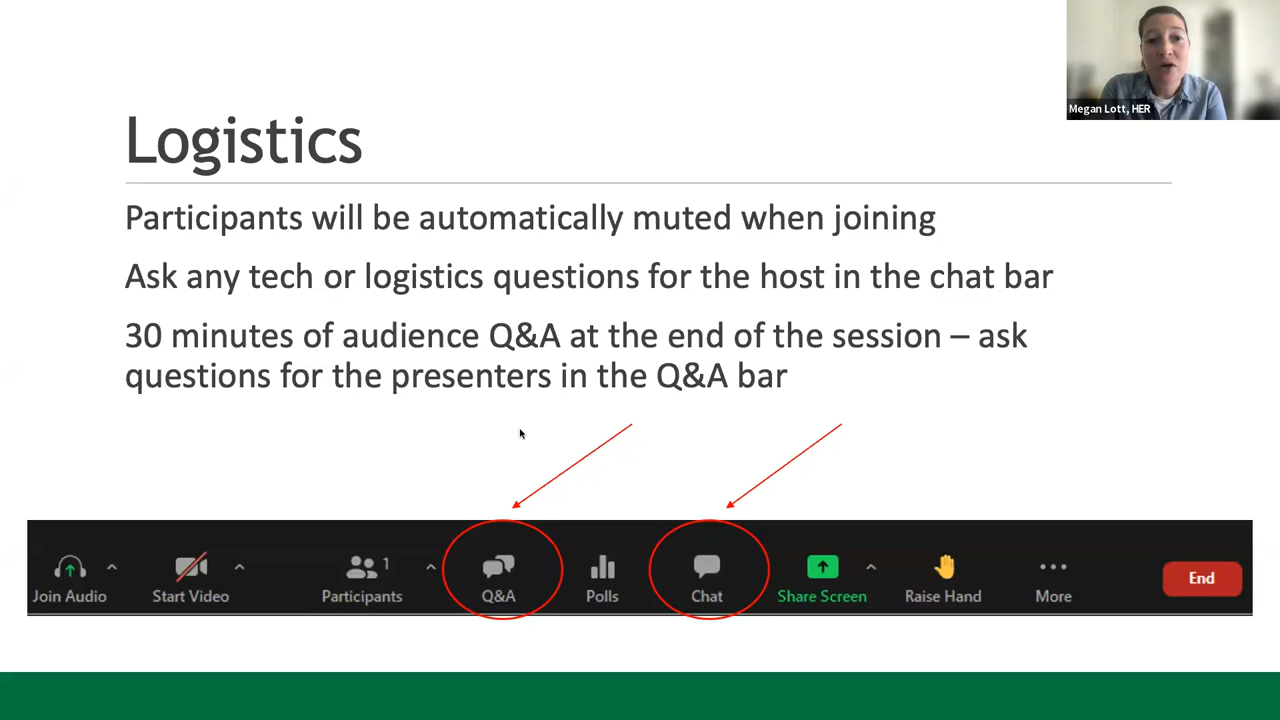 Megan Lott, HER
Logistics
Participants will be automatically muted when joining
Ask any tech or logistics questions for the host in the chat bar
30 minutes of audience Q&A at the end of the session – ask
questions for the presenters in the Q&A bar
1
Join Audio
Start Video
Participants
Q&A
Polls
Chat
Share Screen
Raise Hand
More
End